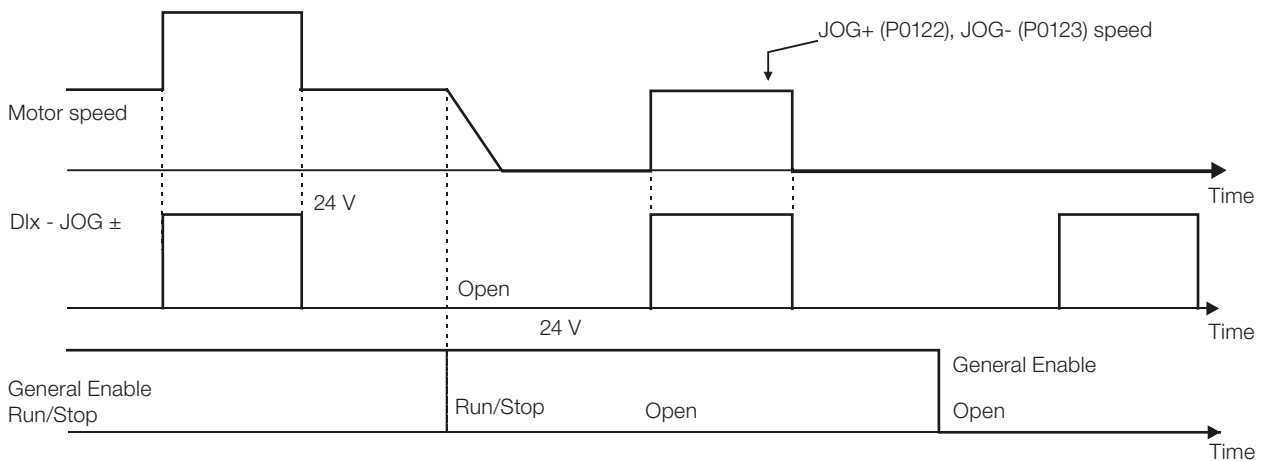 JOG+ (P0122), JOG- (P0123) speed
Motor speed
Time
24 V
DIx - JOG ±
Open
Time
24 V
General Enable
General Enable
Run/Stop
Run/Stop
Open
Open
Time